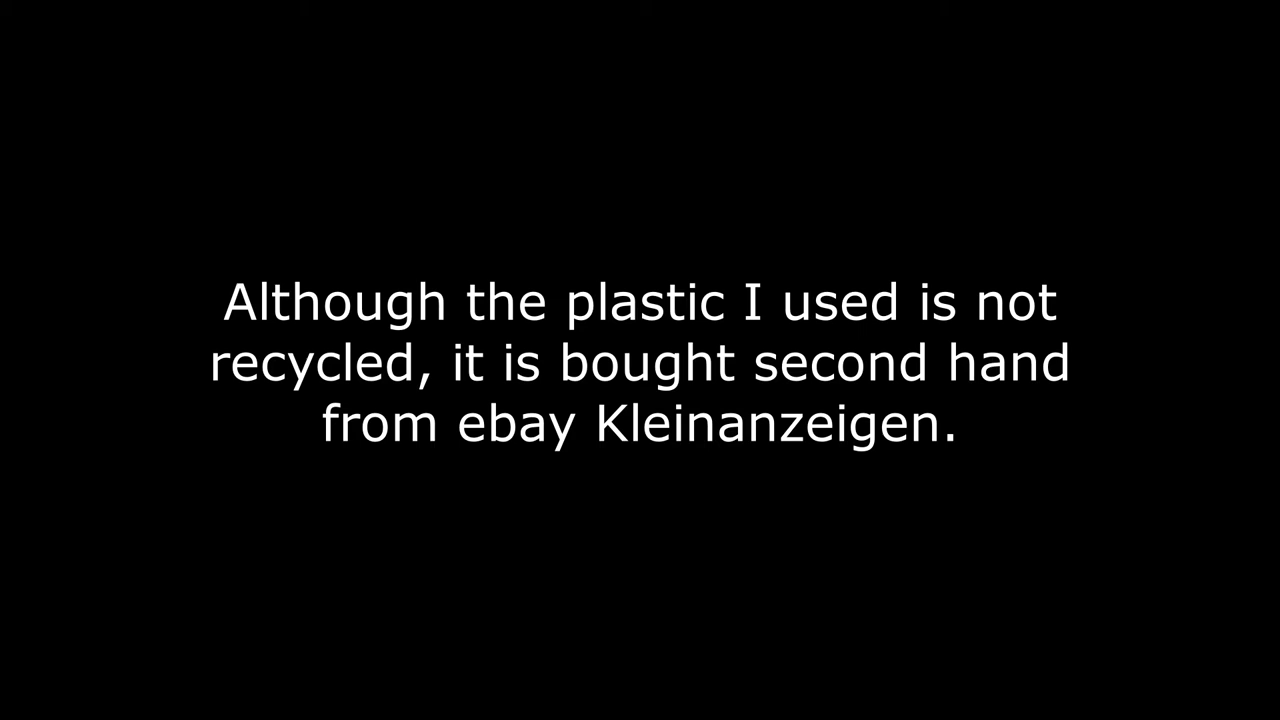 Although the plastic I used is not
recycled, it is bought second hand
from ebay Kleinanzeigen.